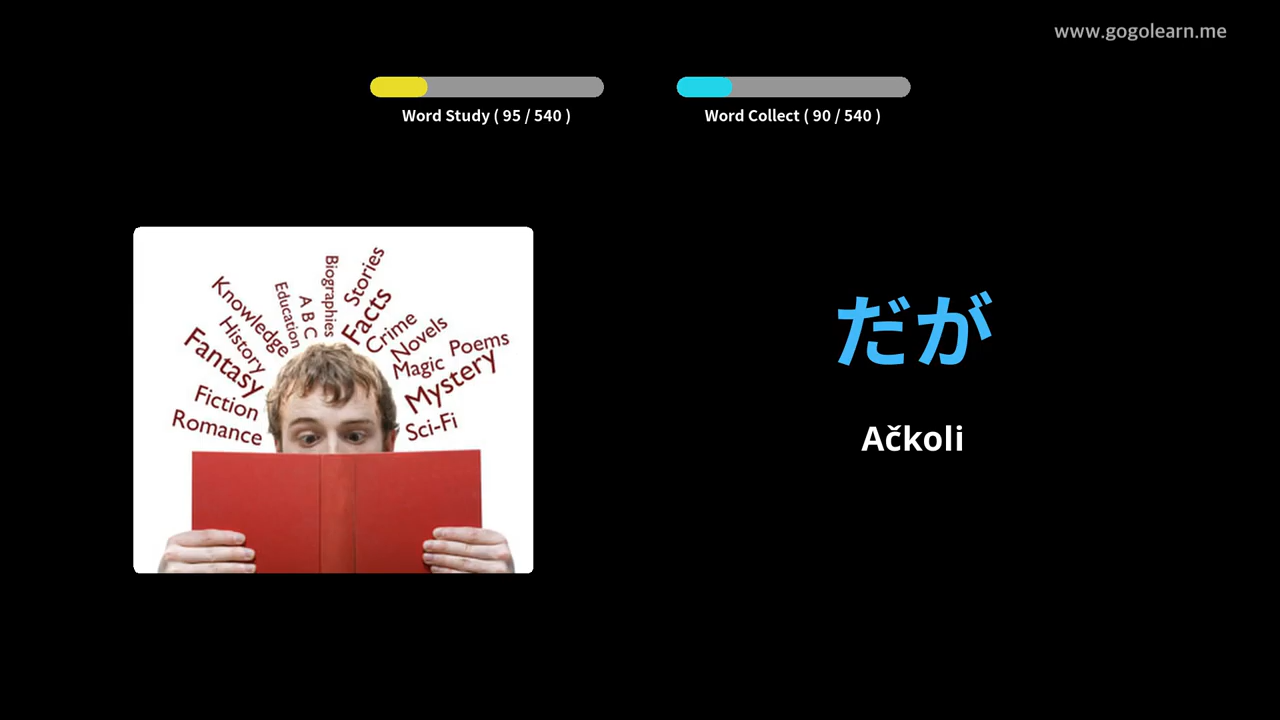 www.gogolearn.me
Word Study ( 95 / 540 )
Word Collect ( 90 / 540 )
Biographies
Stories
Education
A B C
Facts
Knowledge
Crime
History
Novels
Fantasy
Magic
Poems
Mystery
Fiction
Romance
Sci-Fi
だが
Ačkoli